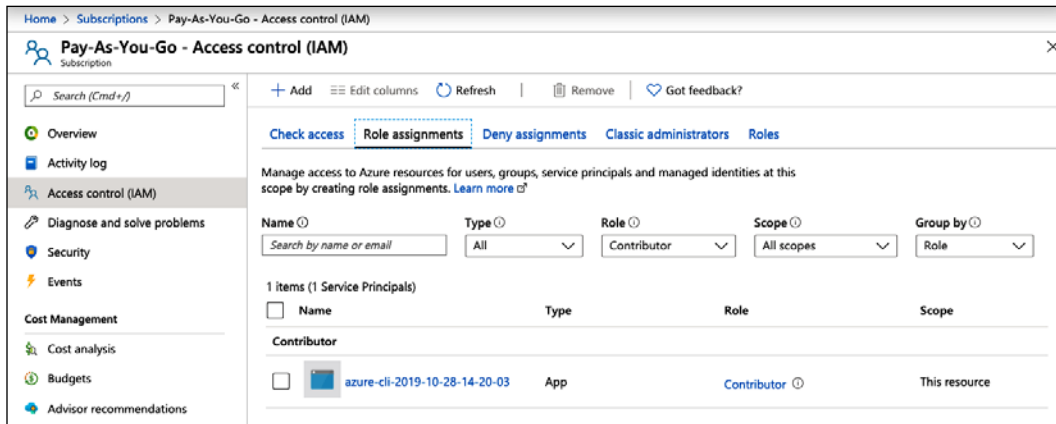 Home > Subscriptions > Pay-As-You-Go - Access control (IAM)
Pay-As-You-Go - Access control (IAM)
Subscription
Search (Cmd+/)
Overview
Activity log
Access control (IAM)
Diagnose and solve problems
Security
Events
Cost Management
Cost analysis
Budgets
Advisor recommendations
Add Edit columns Refresh Remove Got feedback?
Check access Role assignments Deny assignments Classic administrators Roles
Manage access to Azure resources for users, groups, service principals and managed identities at this
scope by creating role assignments. Learn more
Name Type Role Scope Group by
Search by name or email All Contributor All scopes Role
1 items (1 Service Principals)
Name Type Role Scope
Contributor
azure-cli-2019-10-28-14-20-03 App Contributor This resource